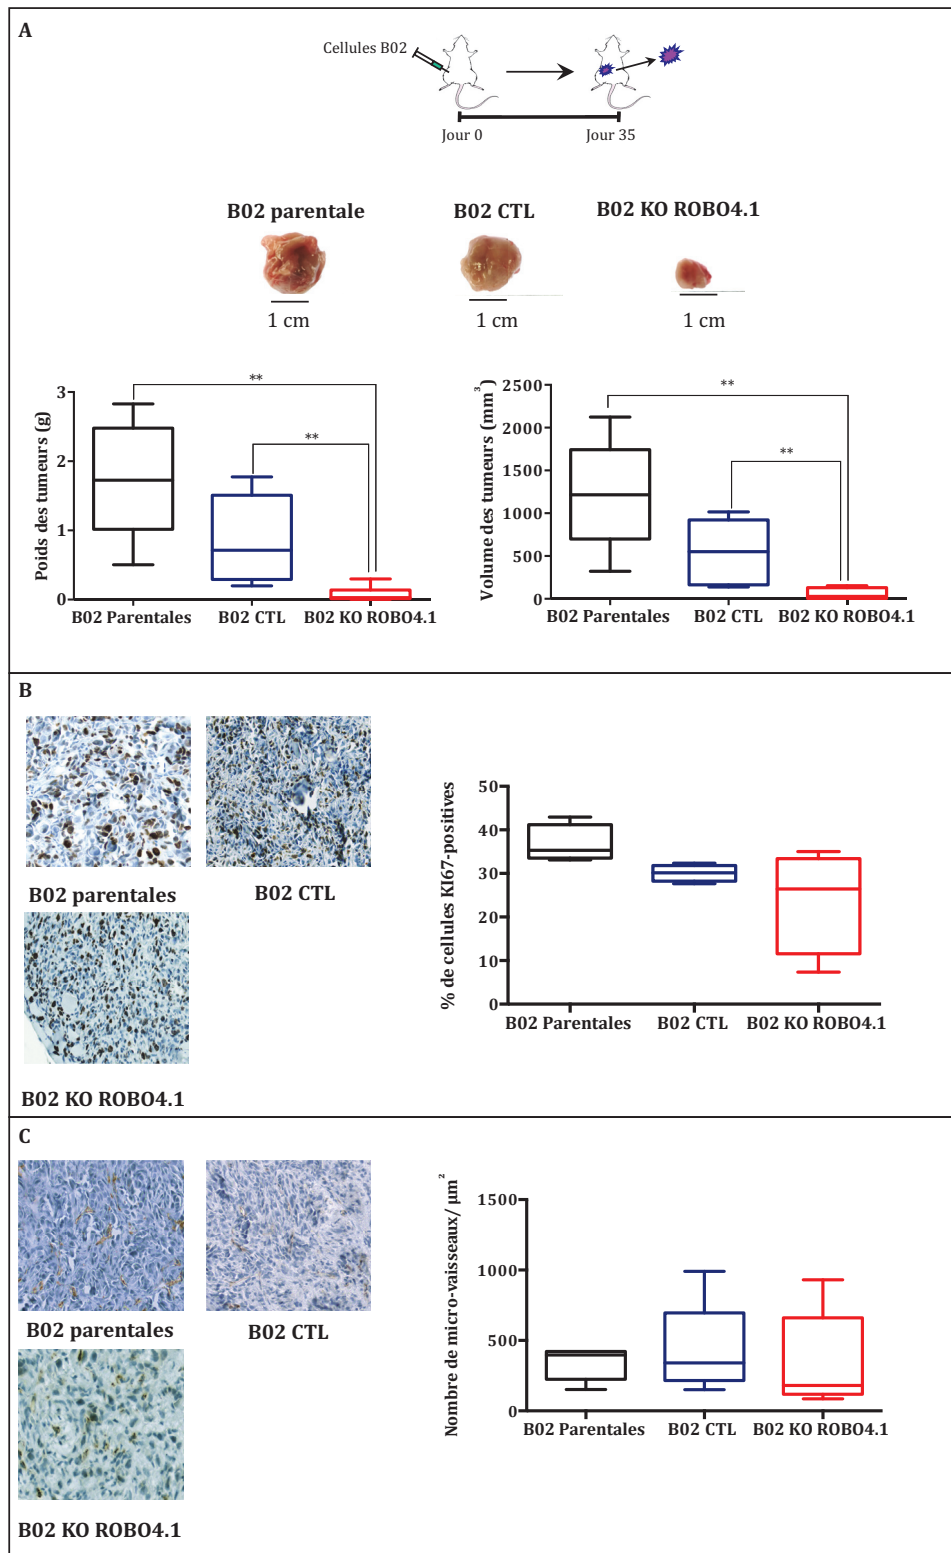 A
Cellules B02
Jour 0 Jour 35
B02 parentale B02 CTL B02 KO ROBO4.1
1 cm 1 cm 1 cm
Poids des tumeurs (g)
3
2
1
0
**
**
B02 Parentales B02 CTL B02 KO ROBO4.1
Volume des tumeurs (mm³)
2500
2000
1500
1000
500
0
**
**
B02 Parentales B02 CTL B02 KO ROBO4.1
B
B02 parentales B02 CTL
B02 KO ROBO4.1
% de cellules KI67-positives
50
40
30
20
10
0
B02 Parentales B02 CTL B02 KO ROBO4.1
C
B02 parentales B02 CTL
B02 KO ROBO4.1
Nombre de micro-vaisseaux/ µm²
1500
1000
500
0
B02 Parentales B02 CTL B02 KO ROBO4.1